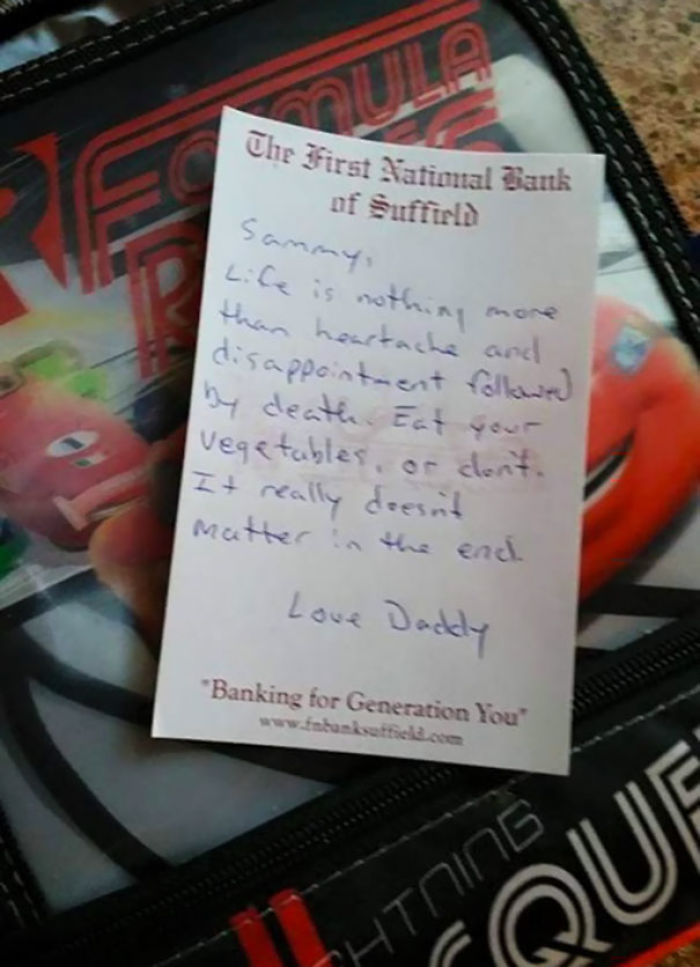 FORMULA
R
The First National Bank
of Suffield
Sammy,
Life is nothing more
than heartache and
disappointment followed
by death. Eat your
vegetables, or don't.
It really doesn't
matter in the end.
Love Daddy
"Banking for Generation You"
www.fnbanksuffield.com
HTNING
QUE